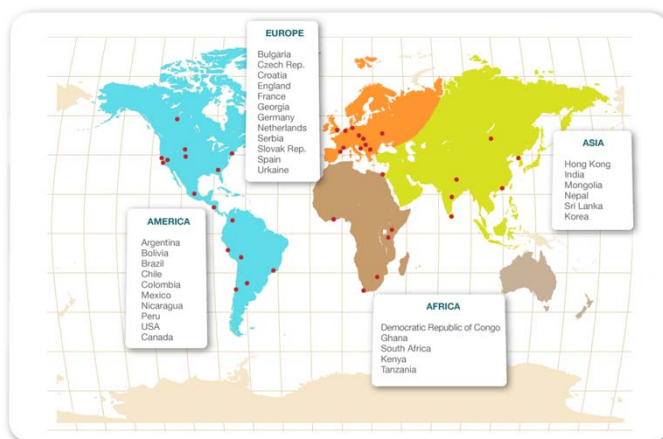 EUROPE
Bulgaria
Czech Rep.
Croatia
England
France
Georgia
Germany
Netherlands
Serbia
Slovak Rep.
Spain
Urkaine
ASIA
Hong Kong
India
Mongolia
Nepal
Sri Lanka
Korea
AMERICA
Argentina
Bolivia
Brazil
Chile
Colombia
Mexico
Nicaragua
Peru
USA
Canada
AFRICA
Democratic Republic of Congo
Ghana
South Africa
Kenya
Tanzania